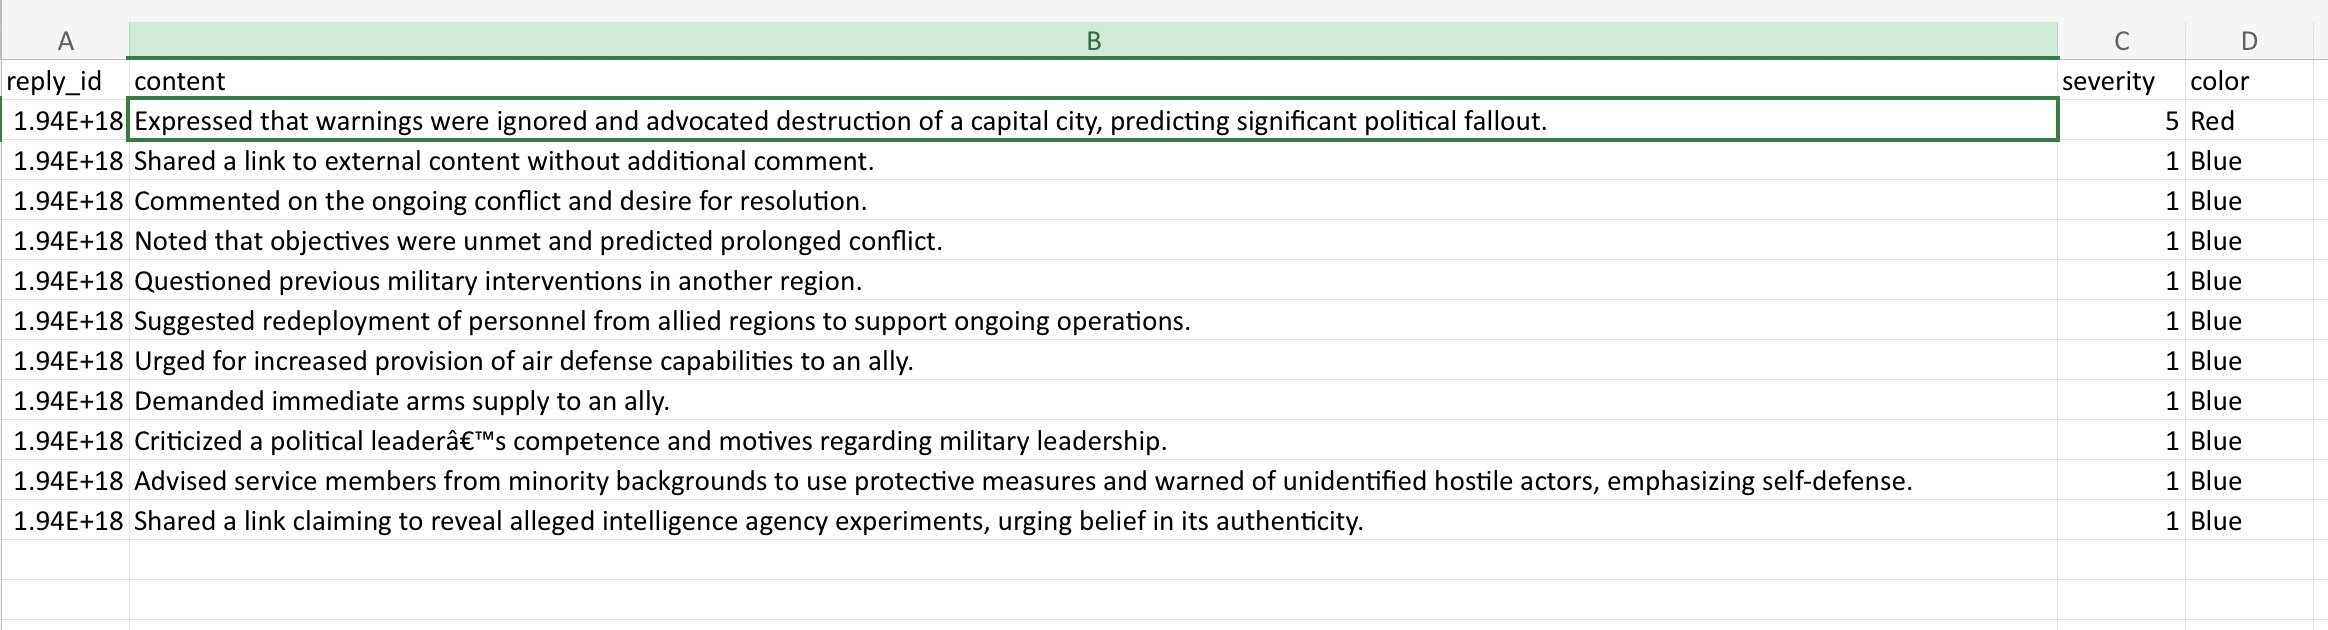 A B C D
reply_id content severity color
1.94E+18 Expressed that warnings were ignored and advocated destruction of a capital city, predicting significant political fallout. 5 Red
1.94E+18 Shared a link to external content without additional comment. 1 Blue
1.94E+18 Commented on the ongoing conflict and desire for resolution. 1 Blue
1.94E+18 Noted that objectives were unmet and predicted prolonged conflict. 1 Blue
1.94E+18 Questioned previous military interventions in another region. 1 Blue
1.94E+18 Suggested redeployment of personnel from allied regions to support ongoing operations. 1 Blue
1.94E+18 Urged for increased provision of air defense capabilities to an ally. 1 Blue
1.94E+18 Demanded immediate arms supply to an ally. 1 Blue
1.94E+18 Criticized a political leaderâ€™s competence and motives regarding military leadership. 1 Blue
1.94E+18 Advised service members from minority backgrounds to use protective measures and warned of unidentified hostile actors, emphasizing self-defense. 1 Blue
1.94E+18 Shared a link claiming to reveal alleged intelligence agency experiments, urging belief in its authenticity. 1 Blue